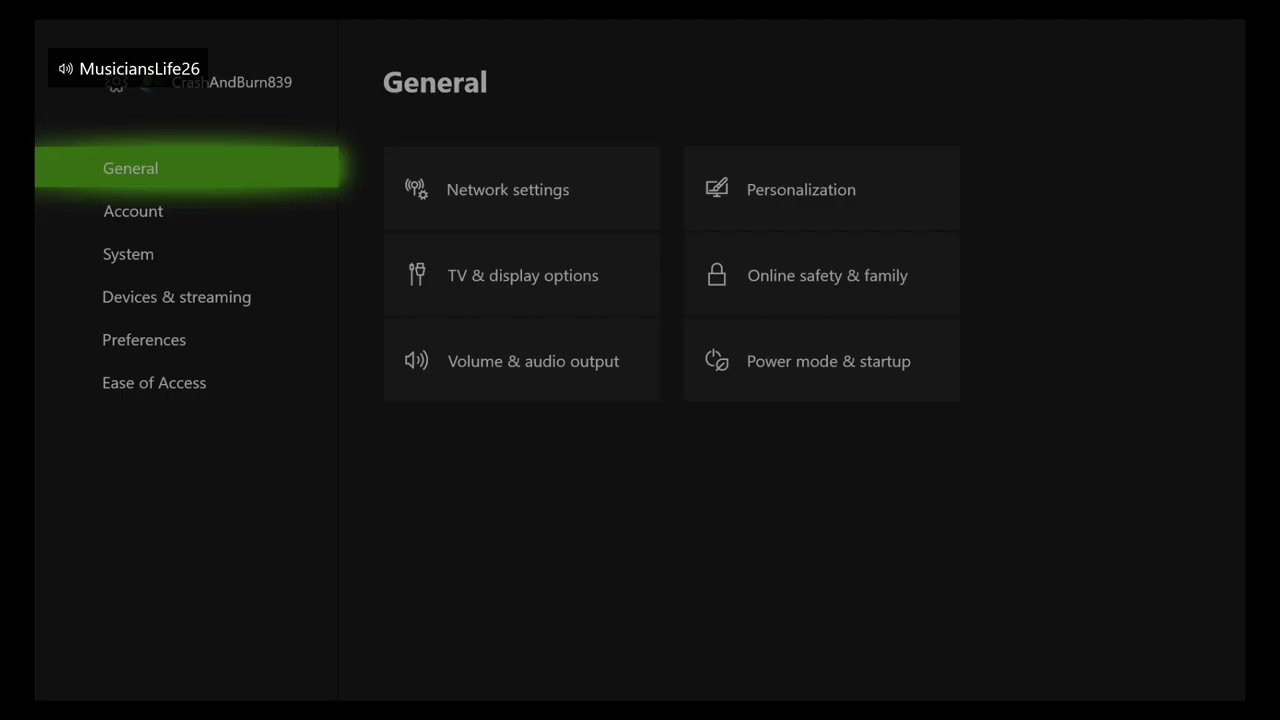 MusiciansLife26
CrashAndBurn839
General
Account
System
Devices & streaming
Preferences
Ease of Access
General
Network settings
Personalization
TV & display options
Online safety & family
Volume & audio output
Power mode & startup